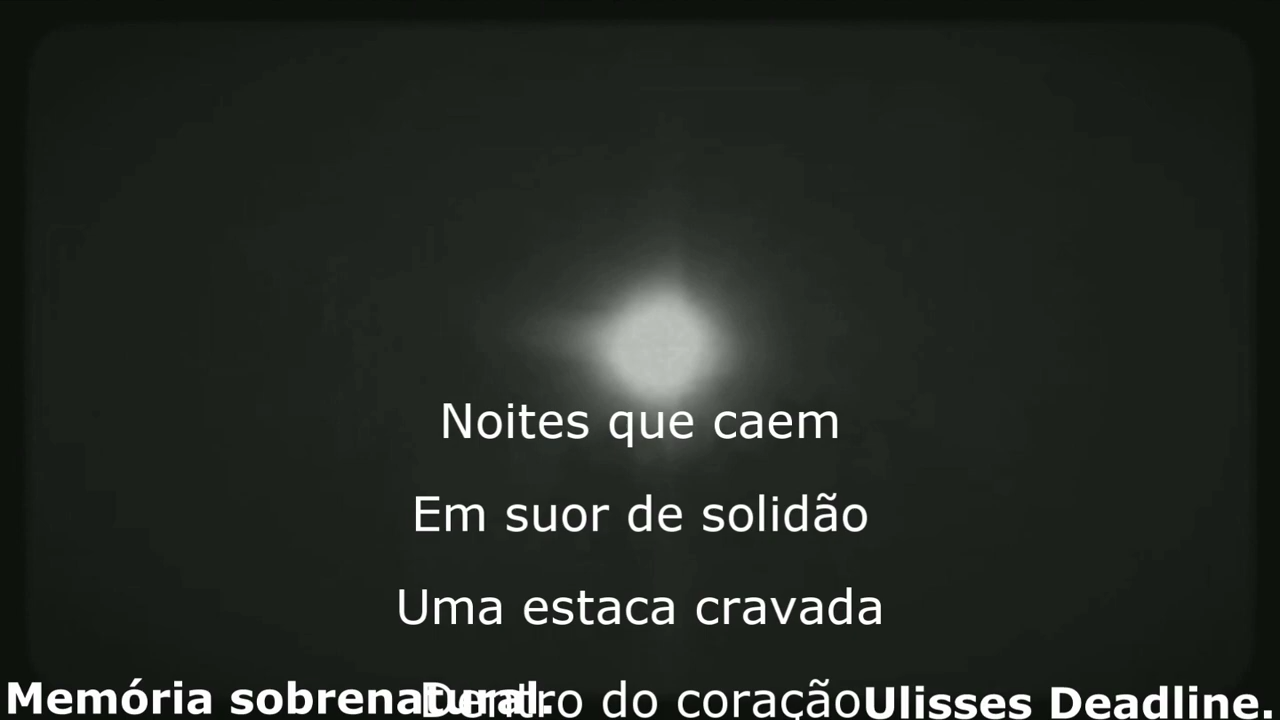 Noites que caem
Em suor de solidão
Uma estaca cravada
Dentro do coração
Memória sobrenatural.
Ulisses Deadline.